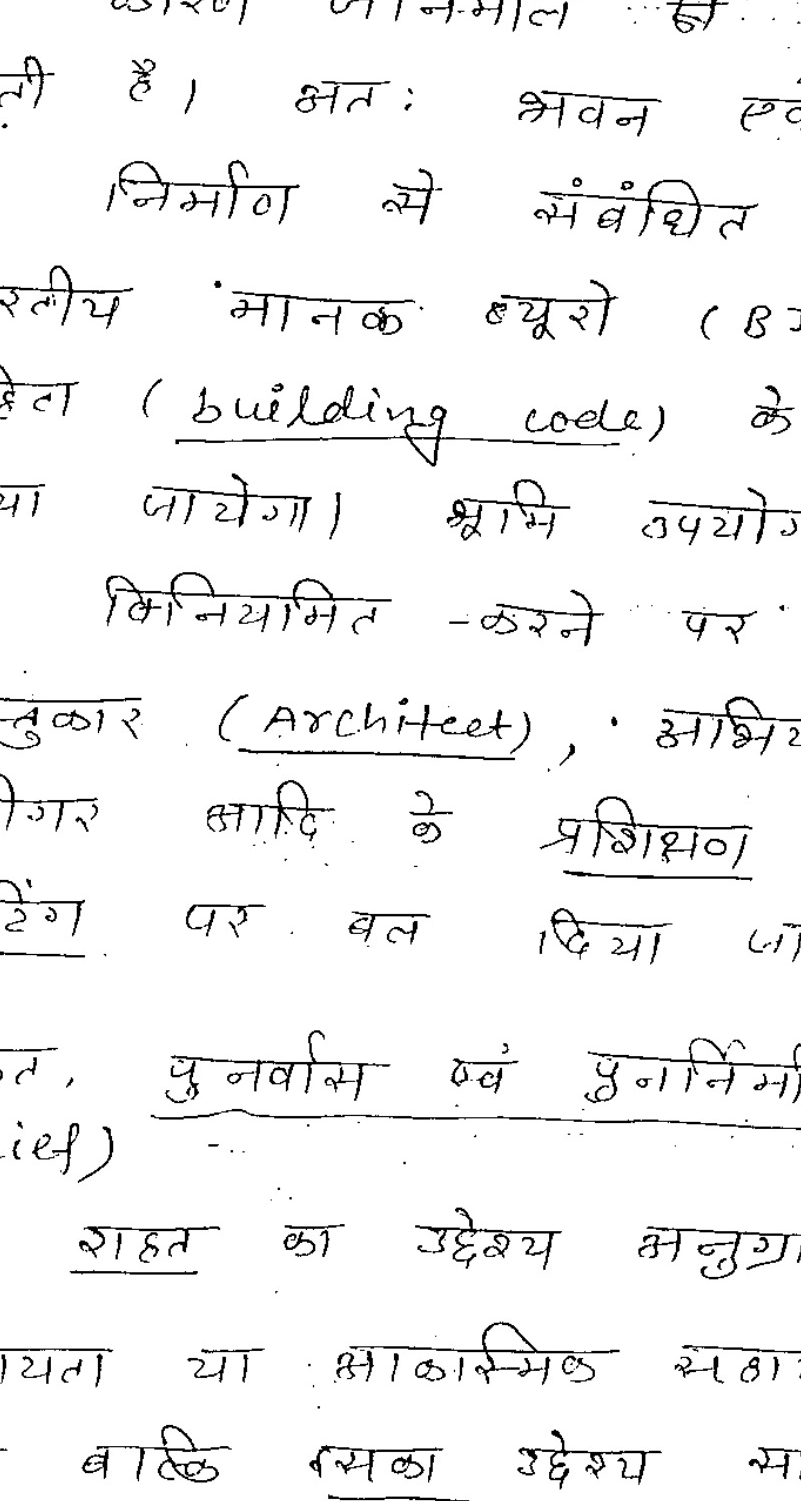 कारण जानमाल
ती है। अतः भवन एवं
निर्माण से संबंधित
रतीय मानक ब्यूरो (B
हिता (building code) के
या जायेगा। भूमि उपयोग
विनियमित करने पर
स्तुकार (Architect), अभिय
ीगर आदि के प्रशिक्षण
टिंग पर बल दिया जा
त, पुनर्वास एवं पुनर्निर्मा
ief)
राहत का उद्देश्य अनुग्र
ायता या आकस्मिक सहा
बल्कि इसका उद्देश्य स